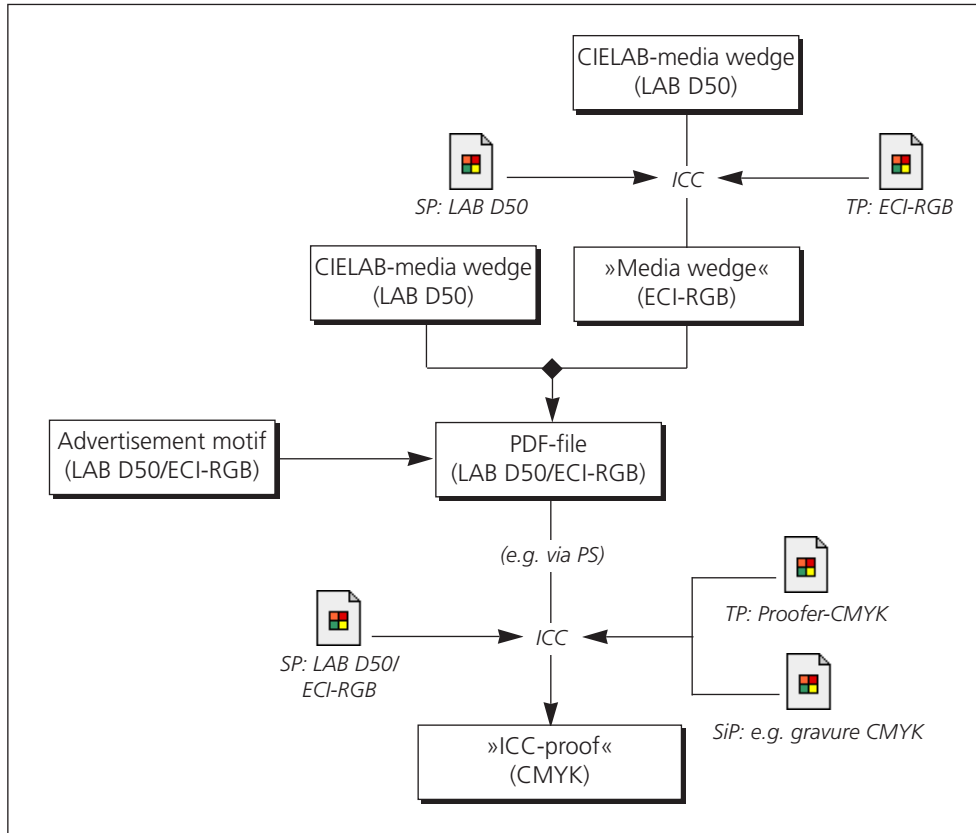 CIELAB-media wedge
(LAB D50)
ICC
SP: LAB D50
TP: ECI-RGB
CIELAB-media wedge
(LAB D50)
»Media wedge«
(ECI-RGB)
Advertisement motif
(LAB D50/ECI-RGB)
PDF-file
(LAB D50/ECI-RGB)
(e.g. via PS)
TP: Proofer-CMYK
ICC
SP: LAB D50/
ECI-RGB
SiP: e.g. gravure CMYK
»ICC-proof«
(CMYK)